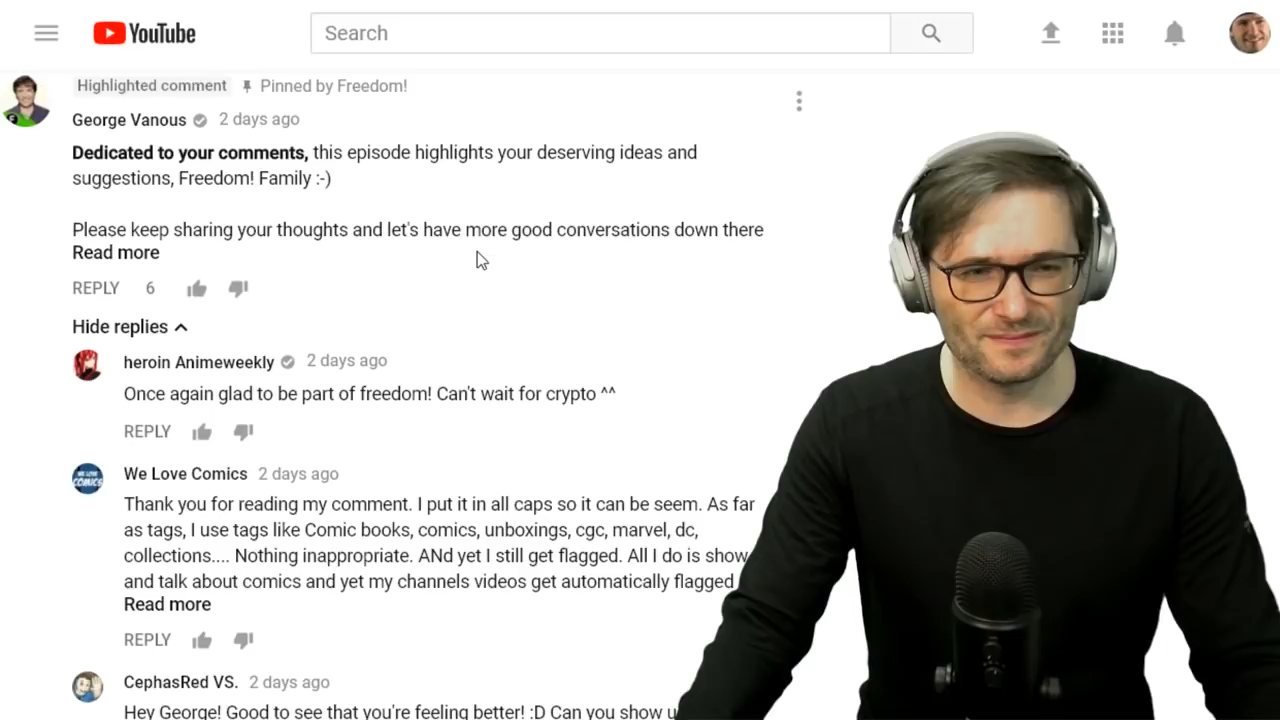 YouTube
Search
Highlighted comment Pinned by Freedom!
George Vanous 2 days ago
Dedicated to your comments, this episode highlights your deserving ideas and
suggestions, Freedom! Family :-)
Please keep sharing your thoughts and let's have more good conversations down there
Read more
REPLY 6
Hide replies
heroin Animeweekly 2 days ago
Once again glad to be part of freedom! Can't wait for crypto ^^
REPLY
We Love Comics 2 days ago
WE LOVE
COMICS
Thank you for reading my comment. I put it in all caps so it can be seem. As far
as tags, I use tags like Comic books, comics, unboxings, cgc, marvel, dc,
collections.... Nothing inappropriate. ANd yet I still get flagged. All I do is show
and talk about comics and yet my channels videos get automatically flagged
Read more
REPLY
CephasRed VS. 2 days ago
Hey George! Good to see that you're feeling better! :D Can you show